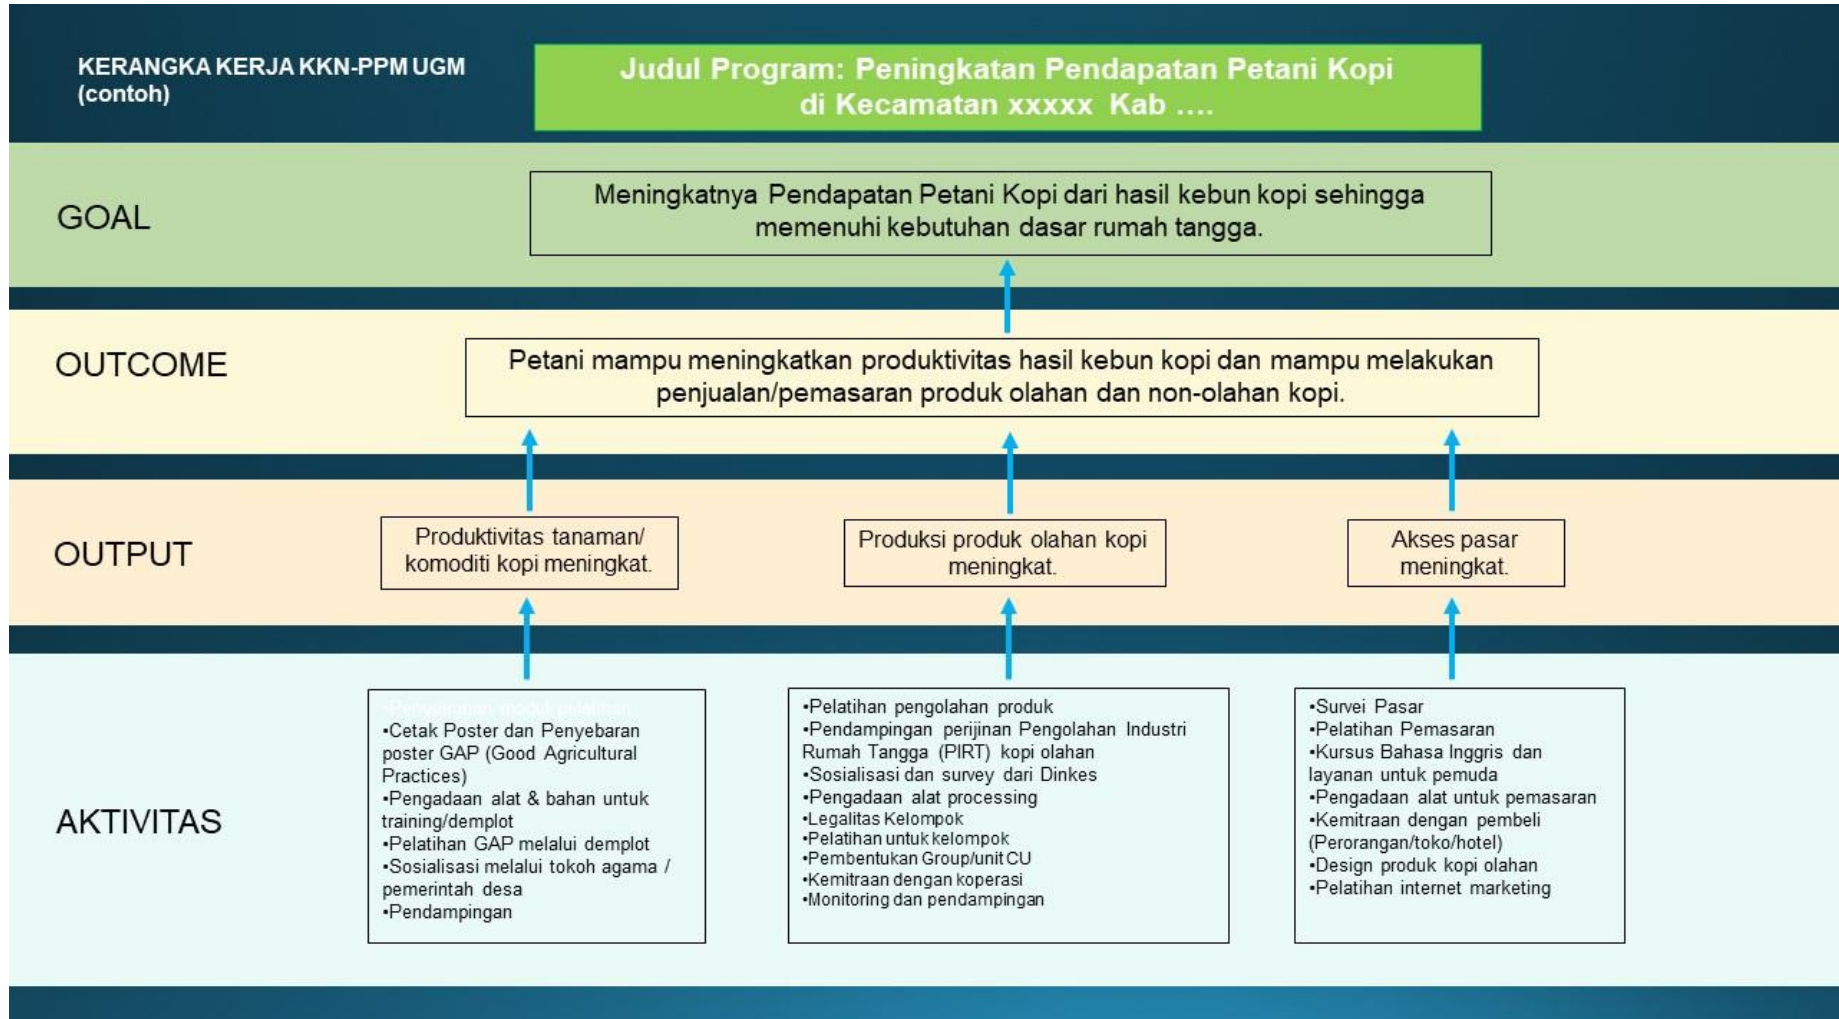 KERANGKA KERJA KKN-PPM UGM
(contoh)
Judul Program: Peningkatan Pendapatan Petani Kopi
di Kecamatan xxxxx Kab ....
GOAL
Meningkatnya Pendapatan Petani Kopi dari hasil kebun kopi sehingga
memenuhi kebutuhan dasar rumah tangga.
OUTCOME
Petani mampu meningkatkan produktivitas hasil kebun kopi dan mampu melakukan
penjualan/pemasaran produk olahan dan non-olahan kopi.
OUTPUT
Produktivitas tanaman/
komoditi kopi meningkat.
Produksi produk olahan kopi
meningkat.
Akses pasar
meningkat.
AKTIVITAS
•Penyusunan modul pelatihan
•Cetak Poster dan Penyebaran
poster GAP (Good Agricultural
Practices)
•Pengadaan alat & bahan untuk
training/demplot
•Pelatihan GAP melalui demplot
•Sosialisasi melalui tokoh agama /
pemerintah desa
•Pendampingan
•Pelatihan pengolahan produk
•Pendampingan perijinan Pengolahan Industri
Rumah Tangga (PIRT) kopi olahan
•Sosialisasi dan survey dari Dinkes
•Pengadaan alat processing
•Legalitas Kelompok
•Pelatihan untuk kelompok
•Pembentukan Group/unit CU
•Kemitraan dengan koperasi
•Monitoring dan pendampingan
•Survei Pasar
•Pelatihan Pemasaran
•Kursus Bahasa Inggris dan
layanan untuk pemuda
•Pengadaan alat untuk pemasaran
•Kemitraan dengan pembeli
(Perorangan/toko/hotel)
•Design produk kopi olahan
•Pelatihan internet marketing